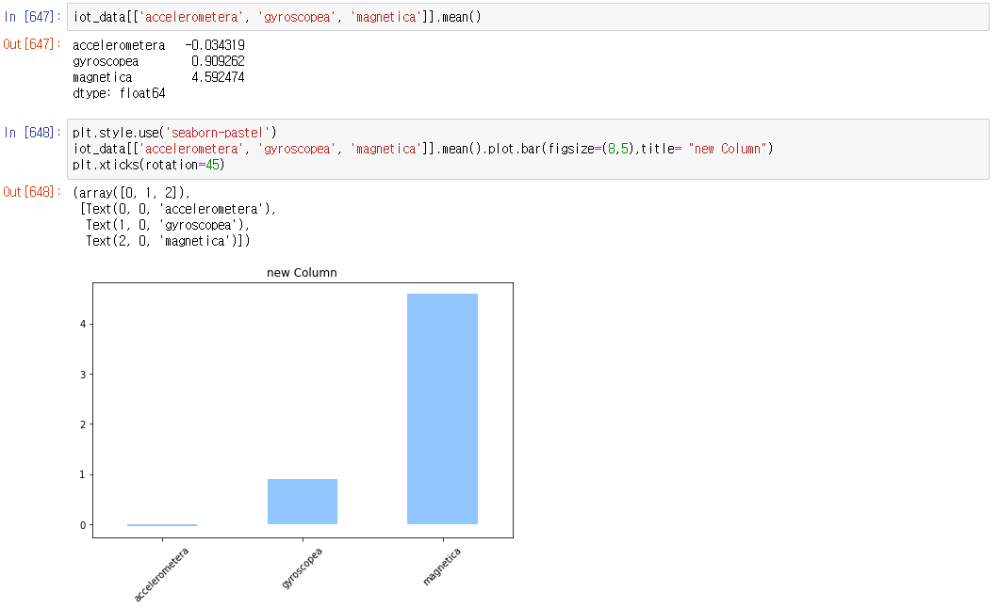 In [647]: iot_data[['accelerometera', 'gyroscopea', 'magnetica']].mean()
Out[647]: accelerometera   -0.034319
gyroscopea        0.909262
magnetica         4.592474
dtype: float64
In [648]: plt.style.use('seaborn-pastel')
iot_data[['accelerometera', 'gyroscopea', 'magnetica']].mean().plot.bar(figsize=(8,5),title= "new Column")
plt.xticks(rotation=45)
Out[648]: (array([0, 1, 2]),
[Text(0, 0, 'accelerometera'),
Text(1, 0, 'gyroscopea'),
Text(2, 0, 'magnetica')])
new Column
4
3
2
1
0
accelerometera
gyroscopea
magnetica